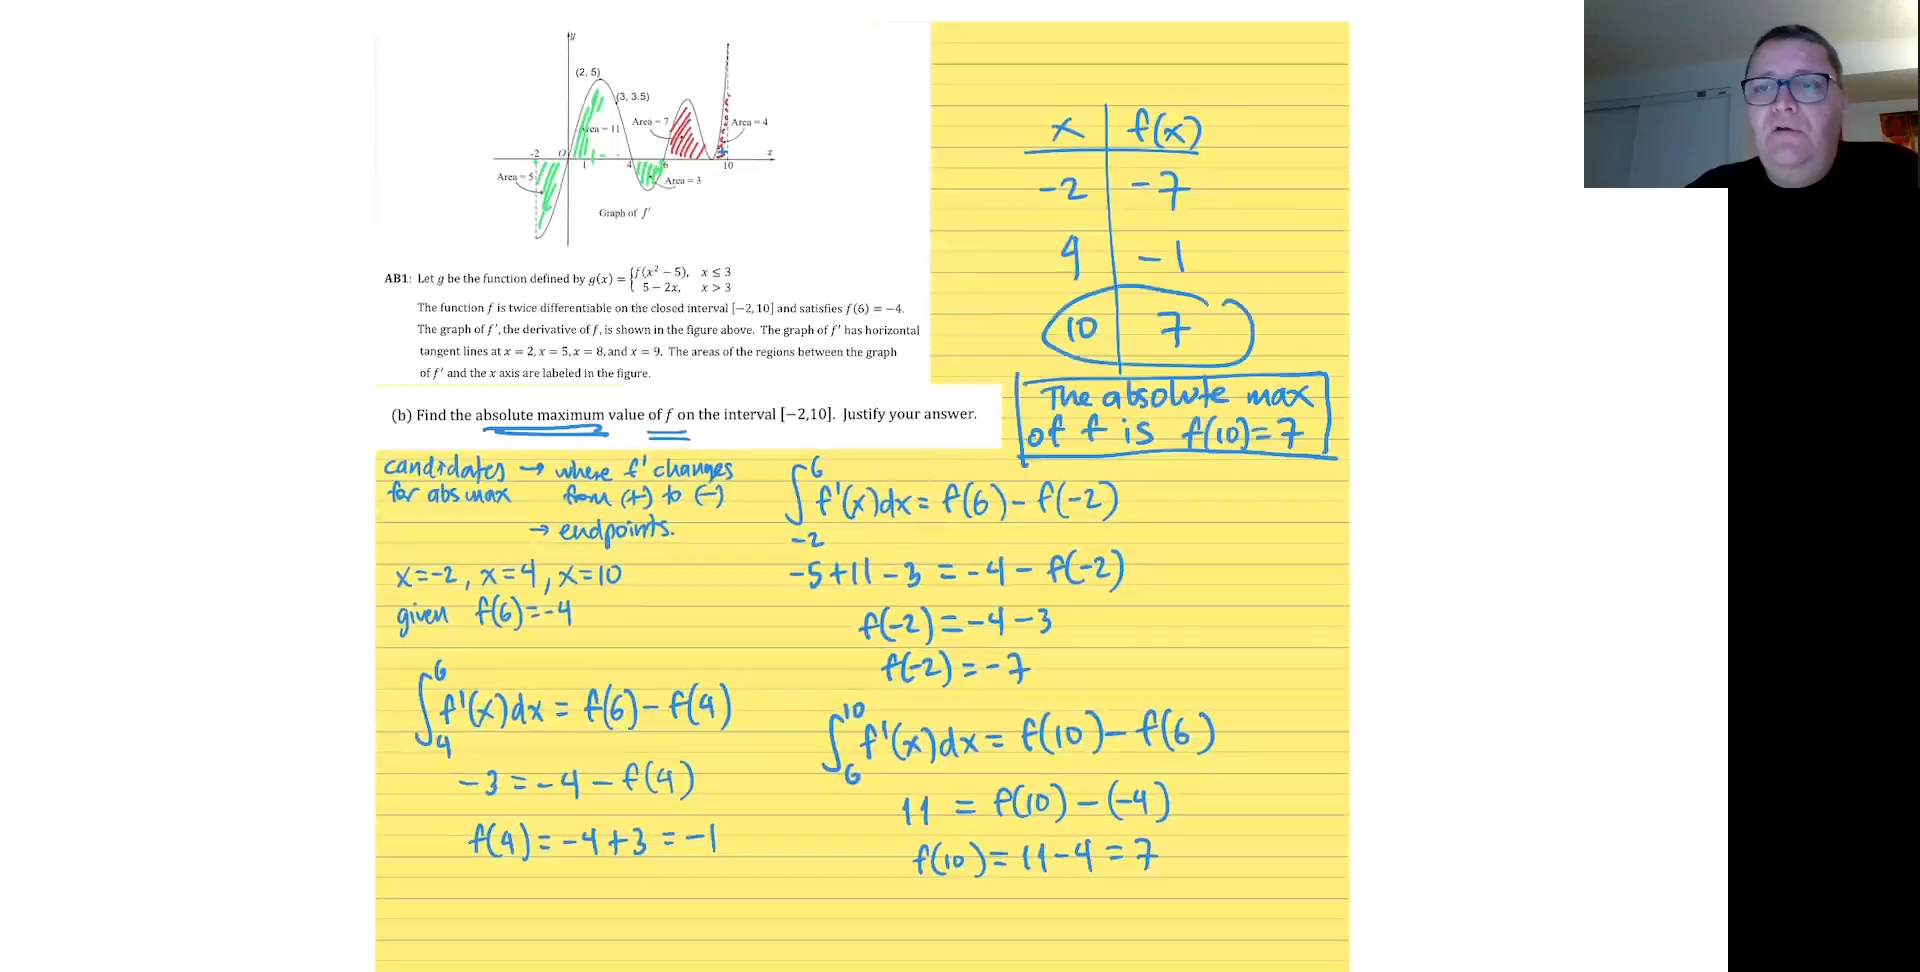 y
(2, 5)
(3, 3.5)
Area = 7
Area = 4
ea = 11
-2
O
1
4
6
10
x
Area = 5
Area = 3
Graph of f′
AB1: Let g be the function defined by g(x) = { f(x² − 5), x ≤ 3
5 − 2x, x > 3
The function f is twice differentiable on the closed interval [−2, 10] and satisfies f(6) = −4.
The graph of f′, the derivative of f, is shown in the figure above. The graph of f′ has horizontal
tangent lines at x = 2, x = 5, x = 8, and x = 9. The areas of the regions between the graph
of f′ and the x axis are labeled in the figure.
(b) Find the absolute maximum value of f on the interval [−2,10]. Justify your answer.
x | f(x)
-2 | -7
4 | -1
10 | 7
The absolute max
of f is f(10)=7
candidates → where f' changes
for abs max from (+) to (-)
→ endpoints.
x=-2, x=4, x=10
given f(6)=-4
∫₄⁶ f'(x)dx = f(6) - f(4)
-3 = -4 - f(4)
f(4) = -4+3 = -1
∫₋₂⁶ f'(x)dx = f(6) - f(-2)
-5+11-3 = -4 - f(-2)
f(-2) = -4-3
f(-2) = -7
∫₆¹⁰ f'(x)dx = f(10) - f(6)
11 = f(10) - (-4)
f(10) = 11-4 = 7